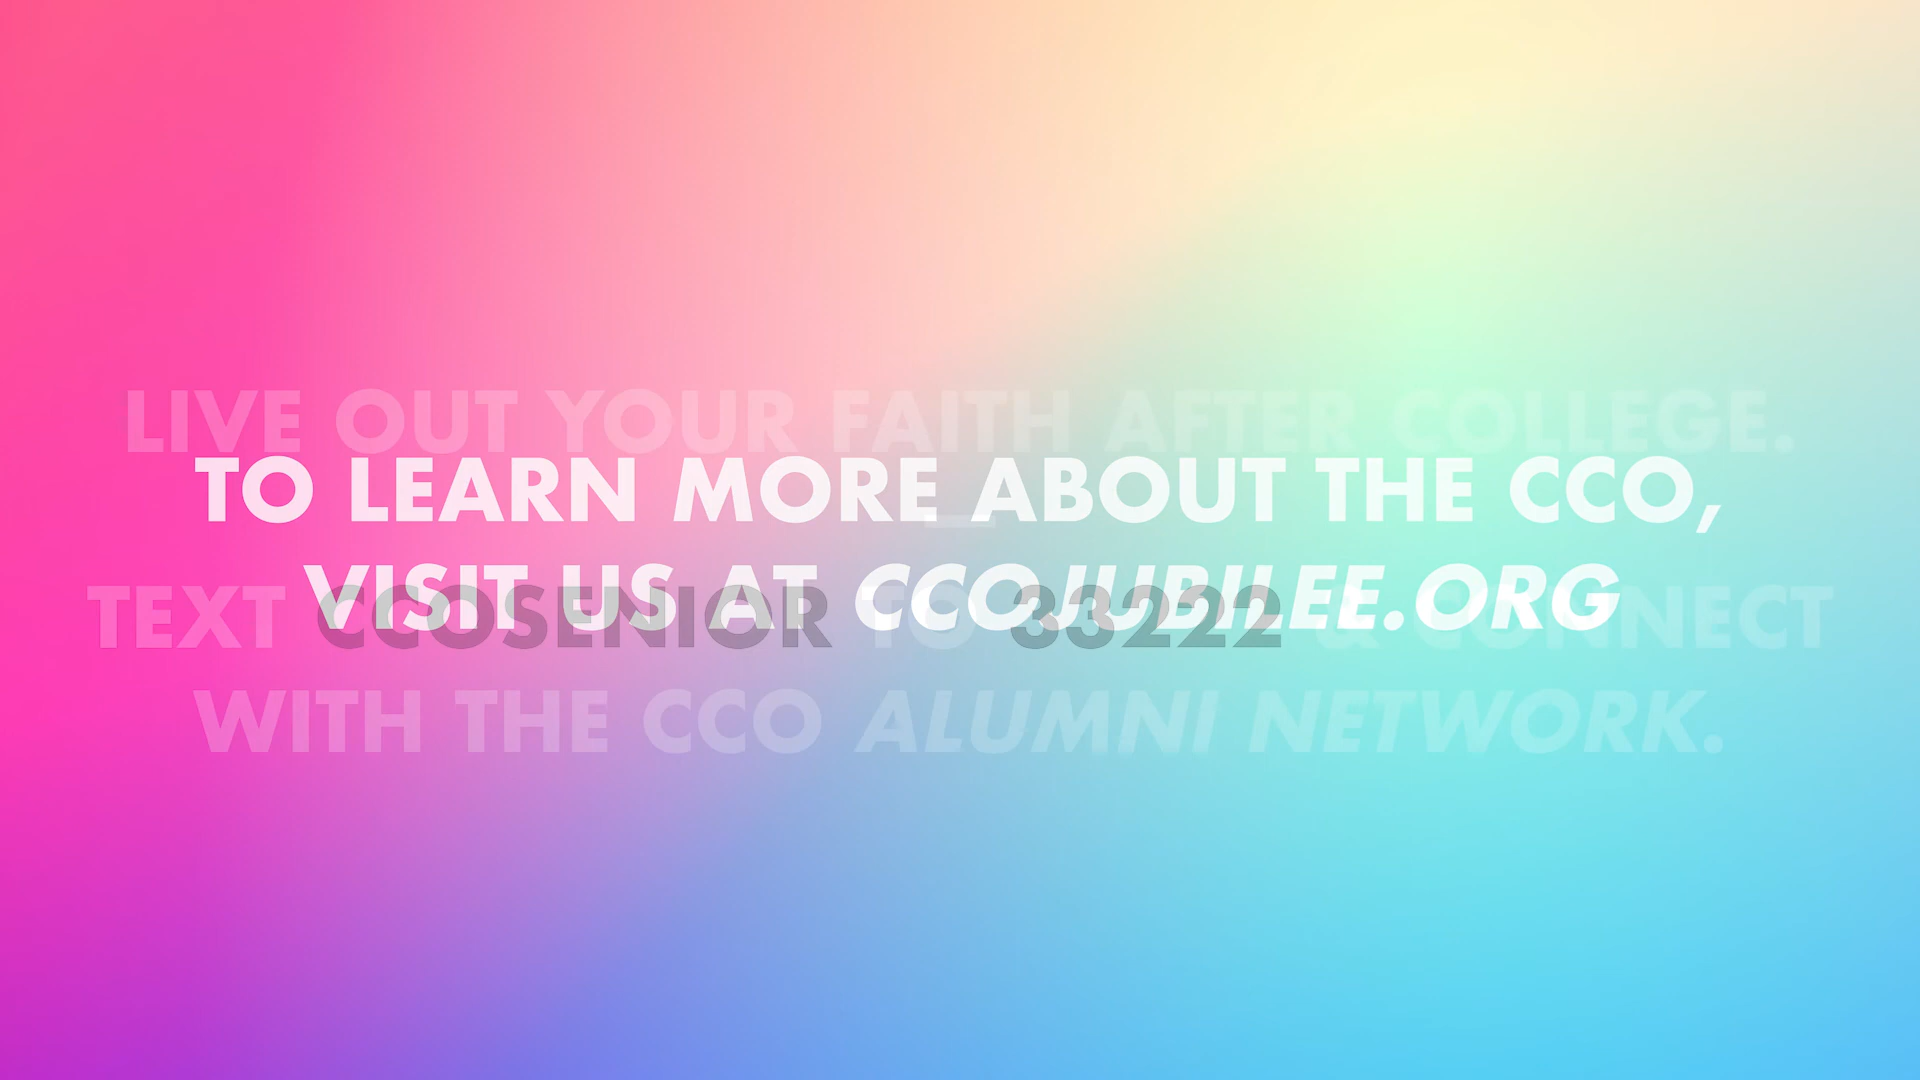 LIVE OUT YOUR FAITH AFTER COLLEGE.
TO LEARN MORE ABOUT THE CCO,
VISIT US AT CCOJUBILEE.ORG
TEXT CCOSENIOR TO 33222 & CONNECT
WITH THE CCO ALUMNI NETWORK.